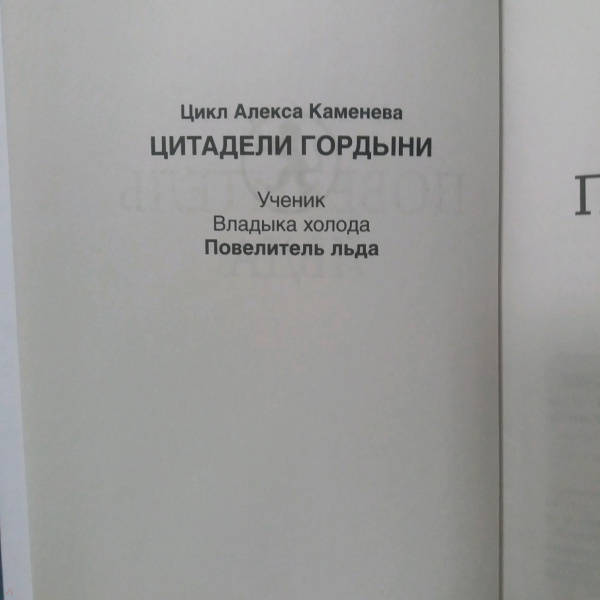 Цикл Алекса Каменева
ЦИТАДЕЛИ ГОРДЫНИ
Ученик
Владыка холода
Повелитель льда